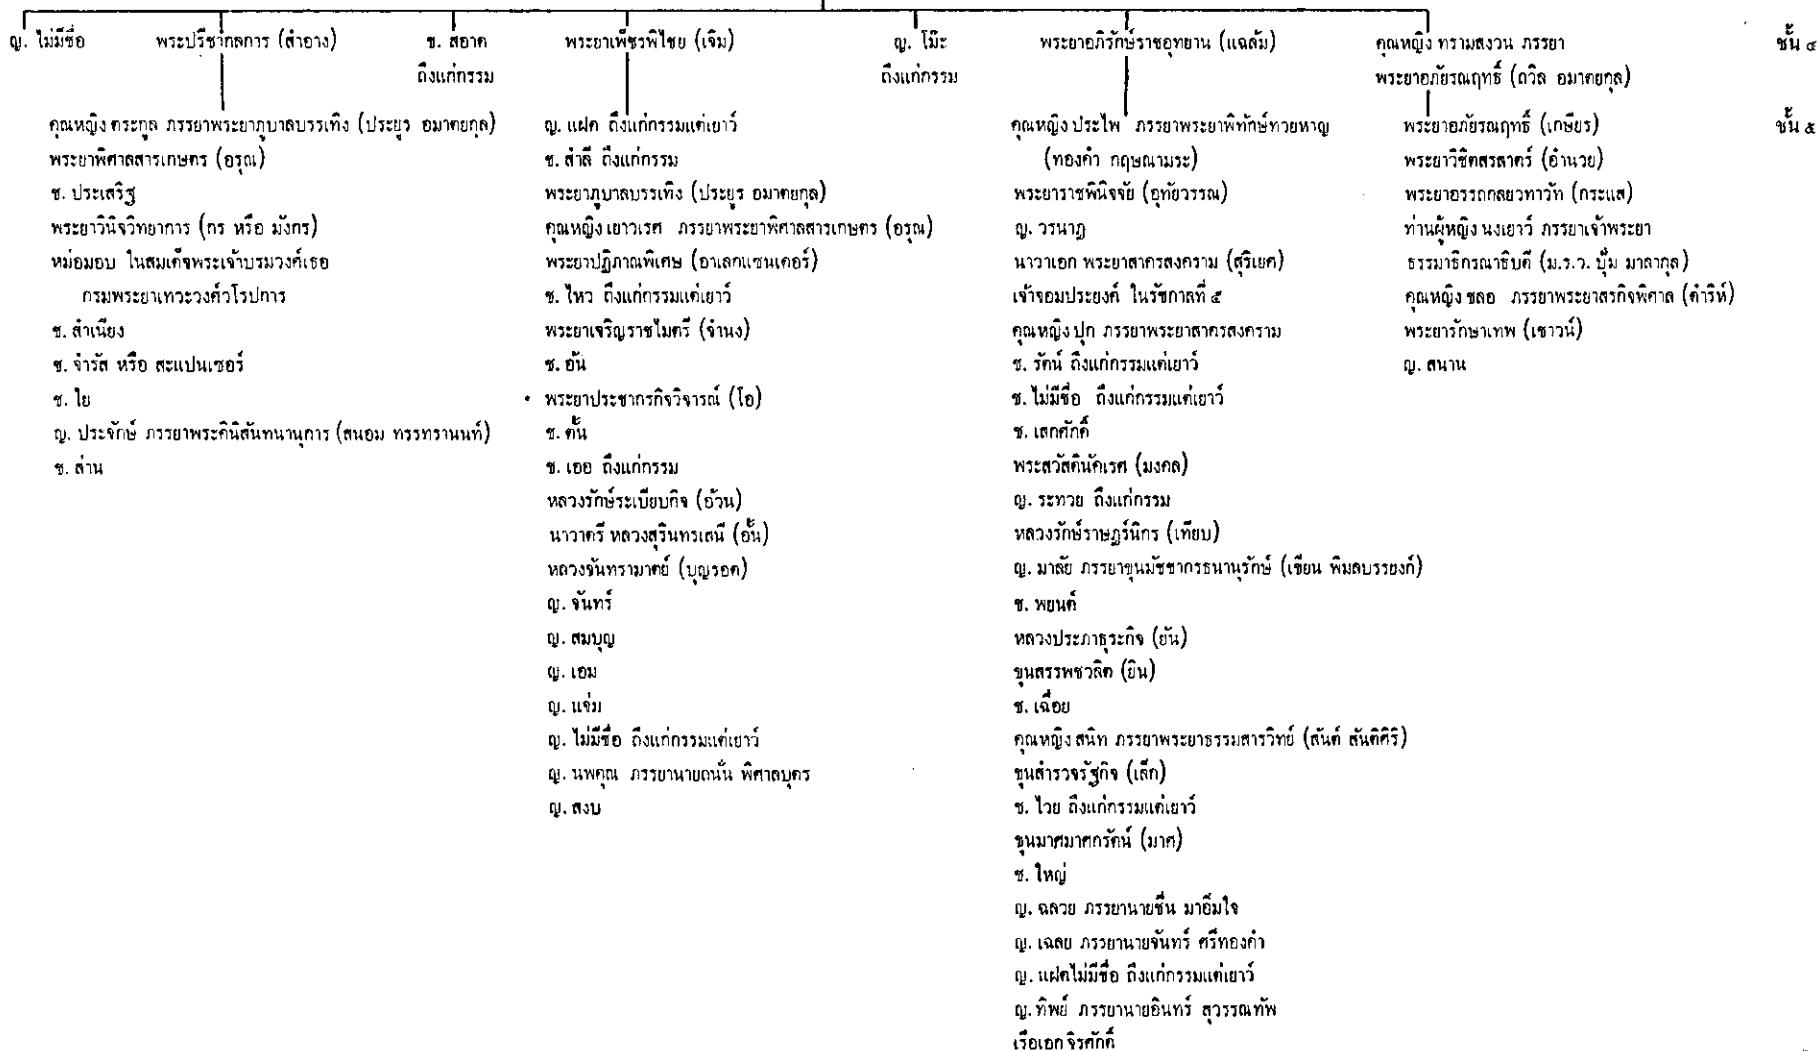 ญ. ไม่มีชื่อ
พระปรีชากลการ (สำอาง)
ช. สอาด
ถึงแก่กรรม
พระยาเพ็ชรพิไชย (เจิม)
ญ. โม๊ะ
ถึงแก่กรรม
พระยาอภิรักษ์ราชอุทยาน (แฉล้ม)
คุณหญิง ทรามสงวน ภรรยา
พระยาอภัยรณฤทธิ์ (ถวิล อมาตยกุล)
ชั้น ๔
คุณหญิง ตระกูล ภรรยาพระยาภูบาลบรรเทิง (ประยูร อมาตยกุล)
พระยาพิศาลสารเกษตร (อรุณ)
ช. ประเสริฐ
พระยาวินิจวิทยาการ (กร หรือ มังกร)
หม่อมอบ ในสมเด็จพระเจ้าบรมวงศ์เธอ
กรมพระยาเทวะวงศ์วโรปการ
ช. สำเนียง
ช. จำรัส หรือ สะแปนเซอร์
ช. ใย
ญ. ประจักษ์ ภรรยาพระคินิสันทนานุการ (สนอม ทรรทรานนท์)
ช. ล่าน
ญ. แฝด ถึงแก่กรรมแต่เยาว์
ช. สำลี ถึงแก่กรรม
พระยาภูบาลบรรเทิง (ประยูร อมาตยกุล)
คุณหญิง เยาวเรศ ภรรยาพระยาพิศาลสารเกษตร (อรุณ)
พระยาปฏิภาณพิเศษ (อาเลกแซนเดอร์)
ช. ไหว ถึงแก่กรรมแต่เยาว์
พระยาเจริญราชไมตรี (จำนง)
ช. อ้น
พระยาประชากรกิจวิจารณ์ (โอ)
ช. ตั้น
ช. เออ ถึงแก่กรรม
หลวงรักษ์ระเบียบกิจ (อ้วน)
นาวาตรี หลวงสุรินทรเสนี (อั้น)
หลวงจันทรามาตย์ (บุญรอด)
ญ. จันทร์
ญ. สมบุญ
ญ. เอม
ญ. แจ่ม
ญ. ไม่มีชื่อ ถึงแก่กรรมแต่เยาว์
ญ. นพคุณ ภรรยานายถนั่น พิศาลบุตร
ญ. สงบ
คุณหญิง ประไพ ภรรยาพระยาพิทักษ์ทวยหาญ
(ทองคำ กฤษณามระ)
พระยาราชพินิจจัย (อุทัยวรรณ)
ญ. วรนาฏ
นาวาเอก พระยาสาครสงคราม (สุริเยศ)
เจ้าจอมประยงค์ ในรัชกาลที่ ๕
คุณหญิง ปุก ภรรยาพระยาสาครสงคราม
ช. รัตน์ ถึงแก่กรรมแต่เยาว์
ช. ไม่มีชื่อ ถึงแก่กรรมแต่เยาว์
ช. เสกศักดิ์
พระสวัสดินัคเรศ (มงคล)
ญ. ระทวย ถึงแก่กรรม
หลวงรักษ์ราษฎร์นิกร (เทียบ)
ญ. มาลัย ภรรยาขุนมัชชากรธนานุรักษ์ (เขียน พิมลบรรยงก์)
ช. พยนต์
หลวงประภาธุระกิจ (ยัน)
ขุนสรรพชวลิต (ยิน)
ช. เฉื่อย
คุณหญิง สนิท ภรรยาพระยาธรรมสารวิทย์ (สันต์ สันติศิริ)
ขุนสำรวจรัฐกิจ (เล็ก)
ช. ไวย ถึงแก่กรรมแต่เยาว์
ขุนมาศมาศกรัตน์ (มาศ)
ช. ใหญ่
ญ. ฉลวย ภรรยานายชื่น มาอิ่มใจ
ญ. เฉลย ภรรยานายจันทร์ ศรีทองคำ
ญ. แฝดไม่มีชื่อ ถึงแก่กรรมแต่เยาว์
ญ. ทิพย์ ภรรยานายอินทร์ สุวรรณทัพ
เรือเอก จิรศักดิ์
พระยาอภัยรณฤทธิ์ (เกษียร)
พระยาวิชิตสรสาตร์ (อำนวย)
พระยาอรรถกลยวทาวัท (กระแส)
ท่านผู้หญิง นงเยาว์ ภรรยาเจ้าพระยา
ธรรมาธิกรณาธิบดี (ม.ร.ว. ปุ้ม มาลากุล)
คุณหญิง ชลอ ภรรยาพระยาสรกิจพิศาล (ดำริห์)
พระยารักษาเทพ (เชาวน์)
ญ. สนาน
ชั้น ๕